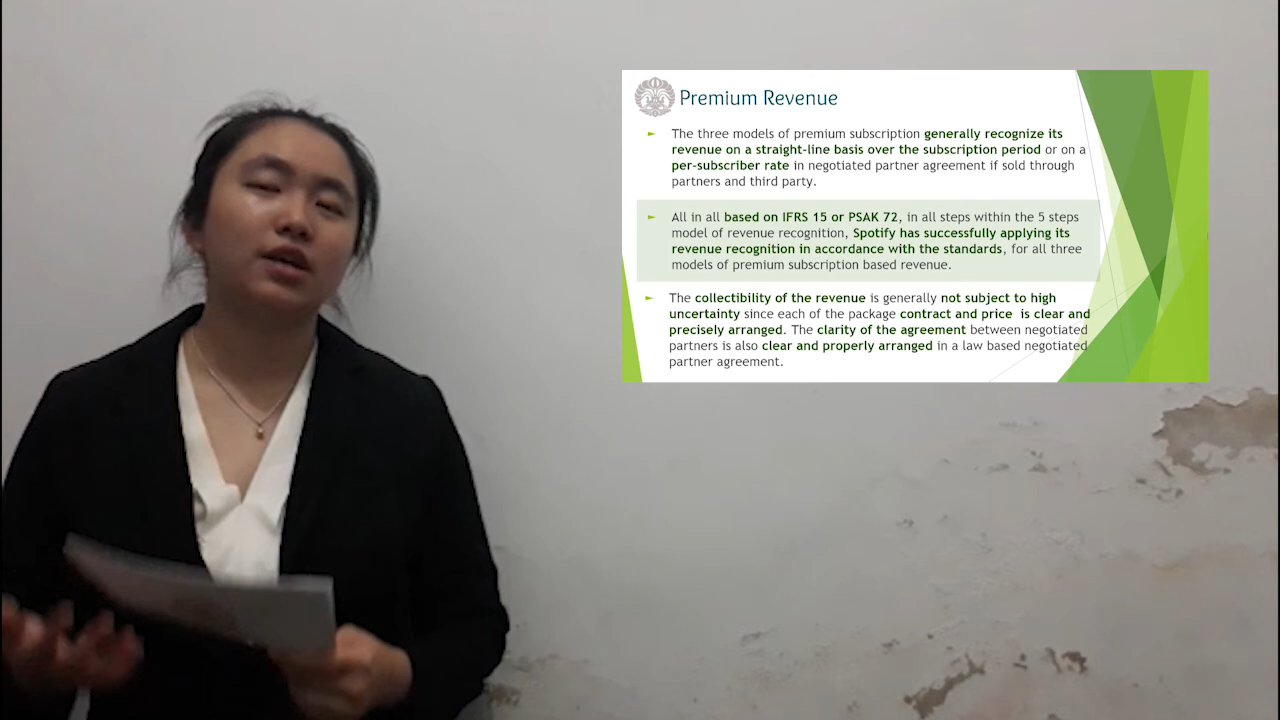 Premium Revenue
The three models of premium subscription generally recognize its
revenue on a straight-line basis over the subscription period or on a
per-subscriber rate in negotiated partner agreement if sold through
partners and third party.
All in all based on IFRS 15 or PSAK 72, in all steps within the 5 steps
model of revenue recognition, Spotify has successfully applying its
revenue recognition in accordance with the standards, for all three
models of premium subscription based revenue.
The collectibility of the revenue is generally not subject to high
uncertainty since each of the package contract and price is clear and
precisely arranged. The clarity of the agreement between negotiated
partners is also clear and properly arranged in a law based negotiated
partner agreement.